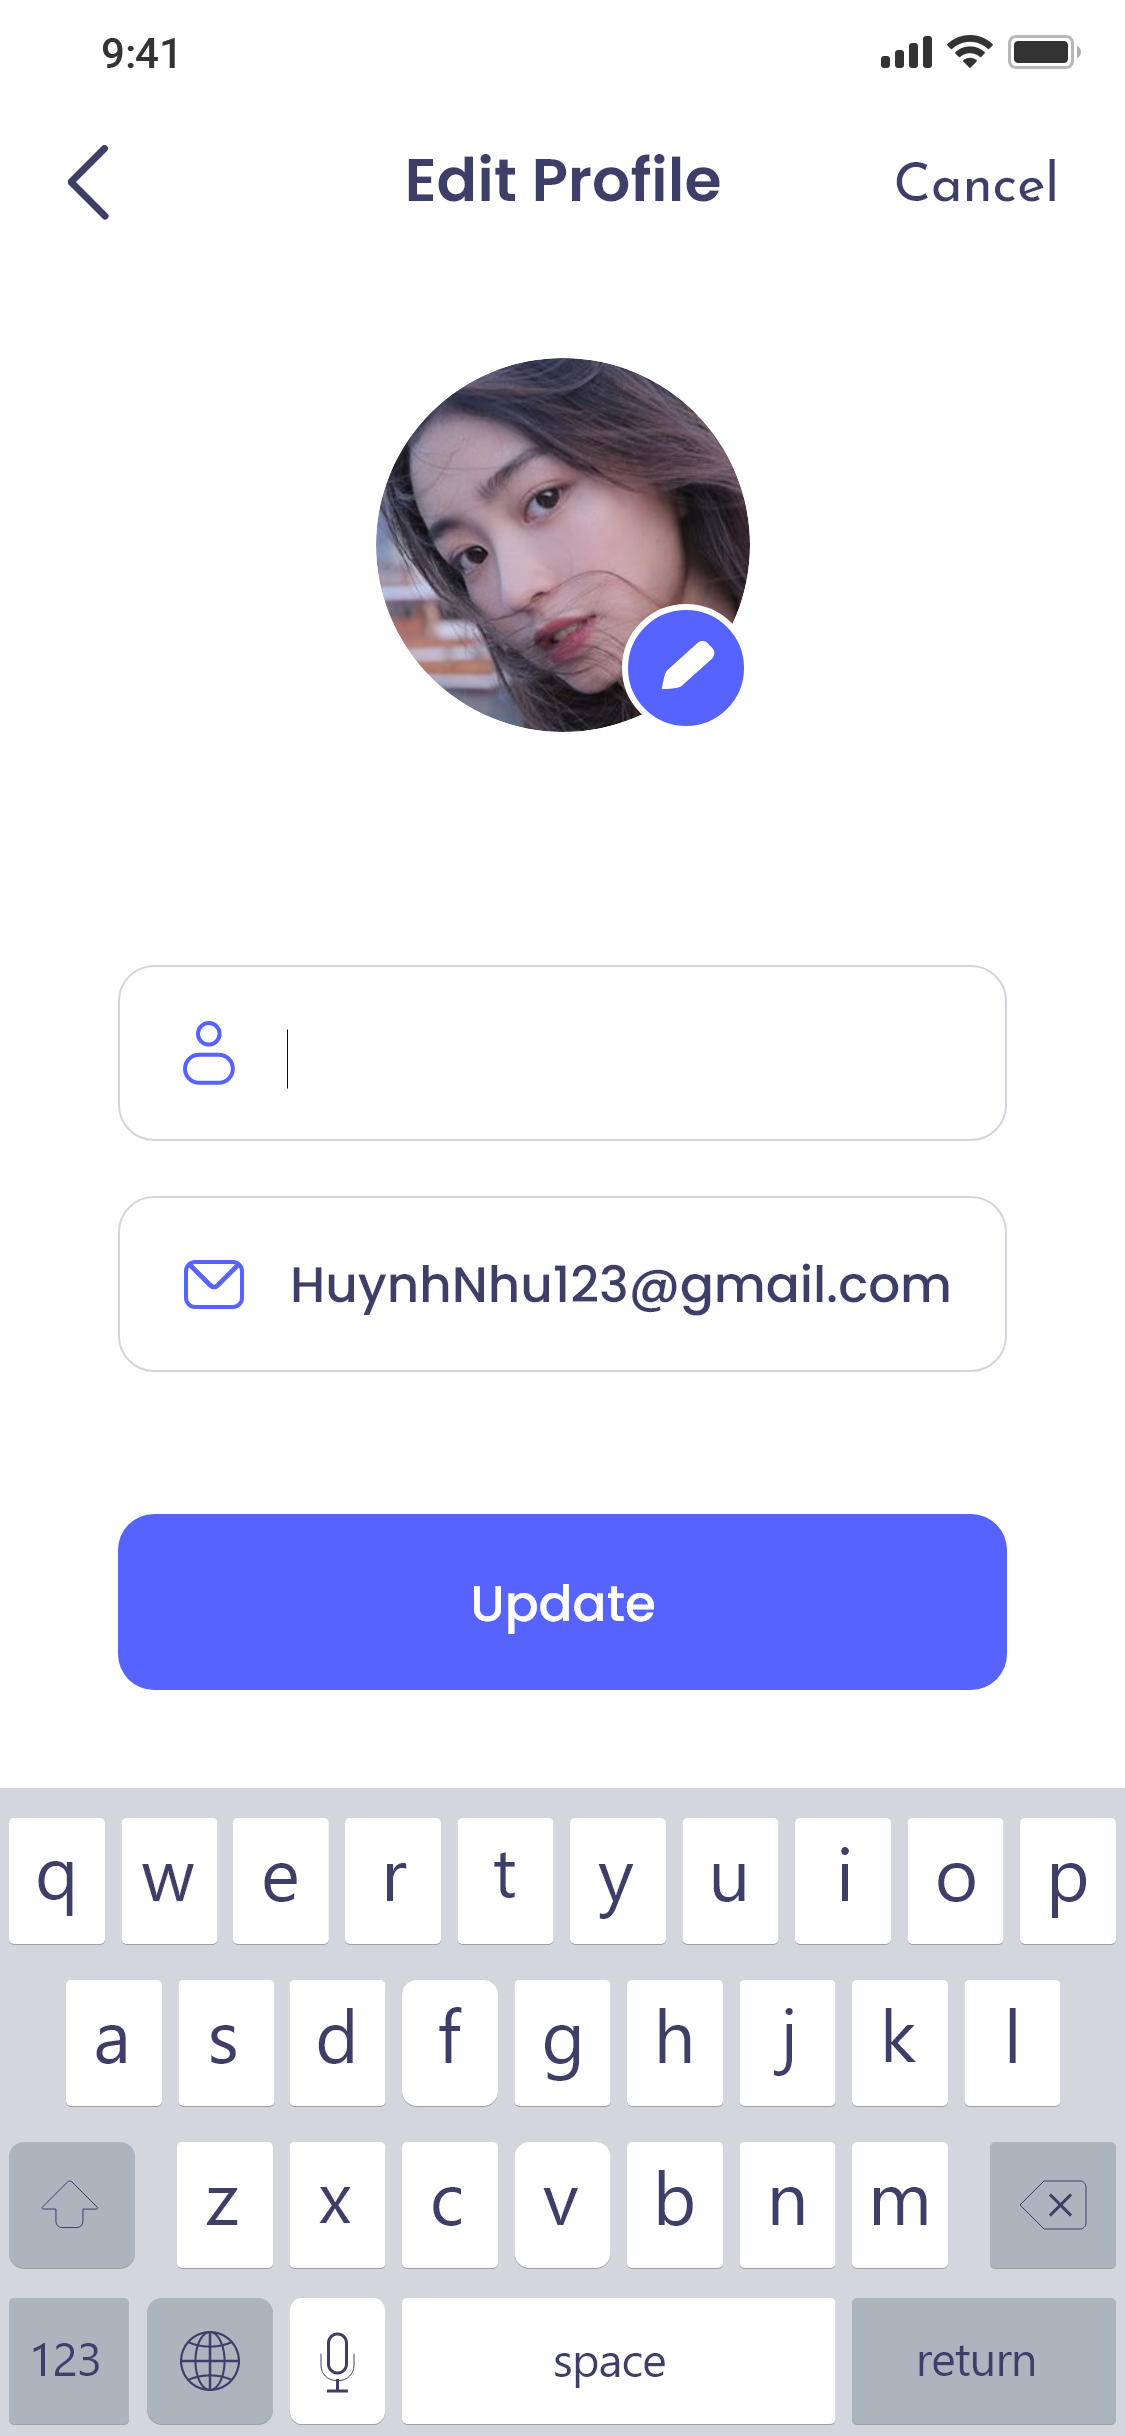 9:41
Edit Profile Cancel
HuynhNhu123@gmail.com
Update
q w e r t y u i o p
a s d f g h j k l
z x c v b n m
123 space return